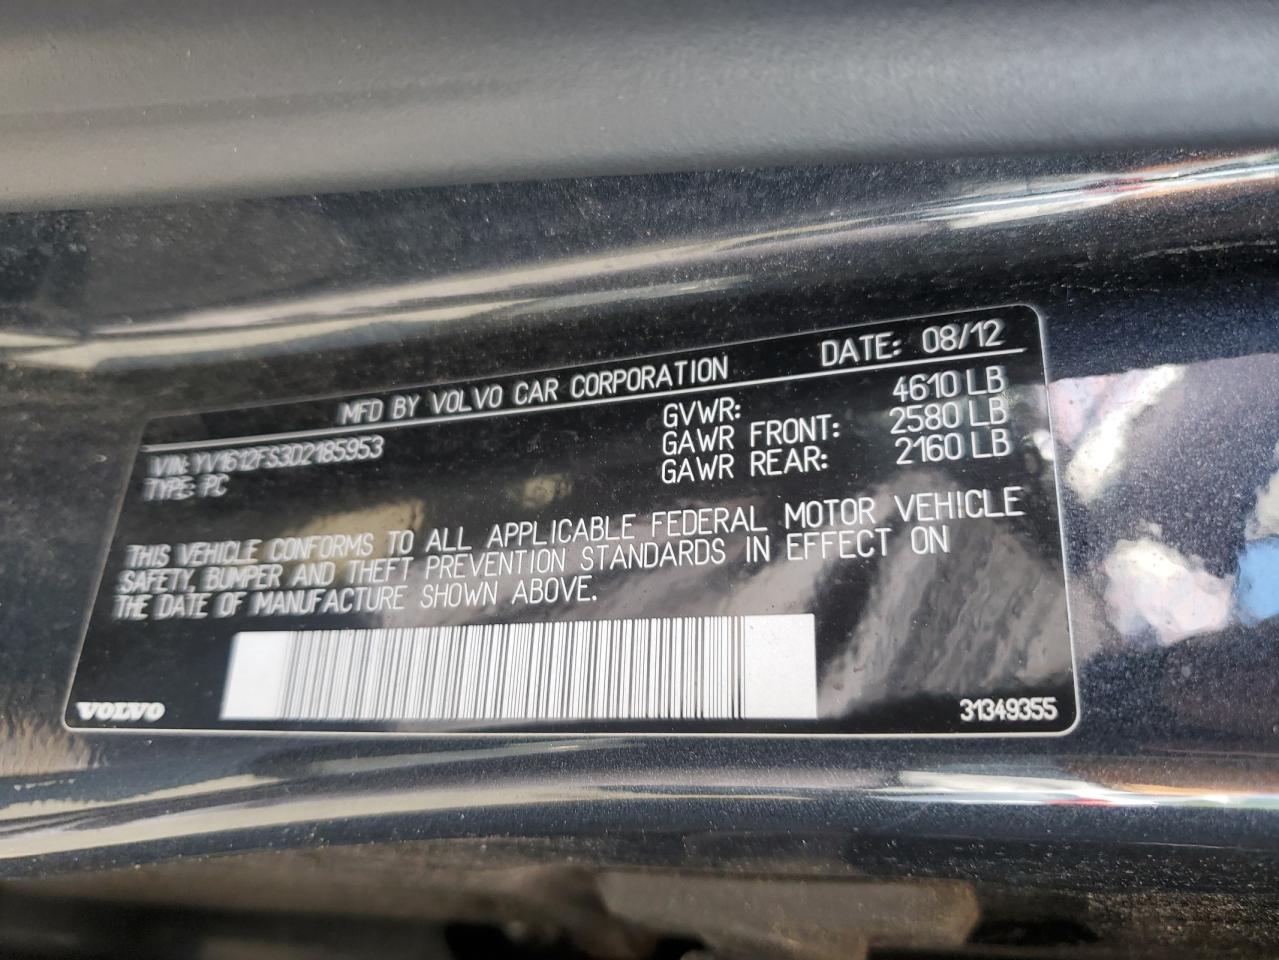 MFD BY VOLVO CAR CORPORATION DATE: 08/12
VIN: YV1612FS3D2185953 GVWR: 4610 LB
TYPE: PC GAWR FRONT: 2580 LB
GAWR REAR: 2160 LB
THIS VEHICLE CONFORMS TO ALL APPLICABLE FEDERAL MOTOR VEHICLE
SAFETY, BUMPER AND THEFT PREVENTION STANDARDS IN EFFECT ON
THE DATE OF MANUFACTURE SHOWN ABOVE.
VOLVO 31349355